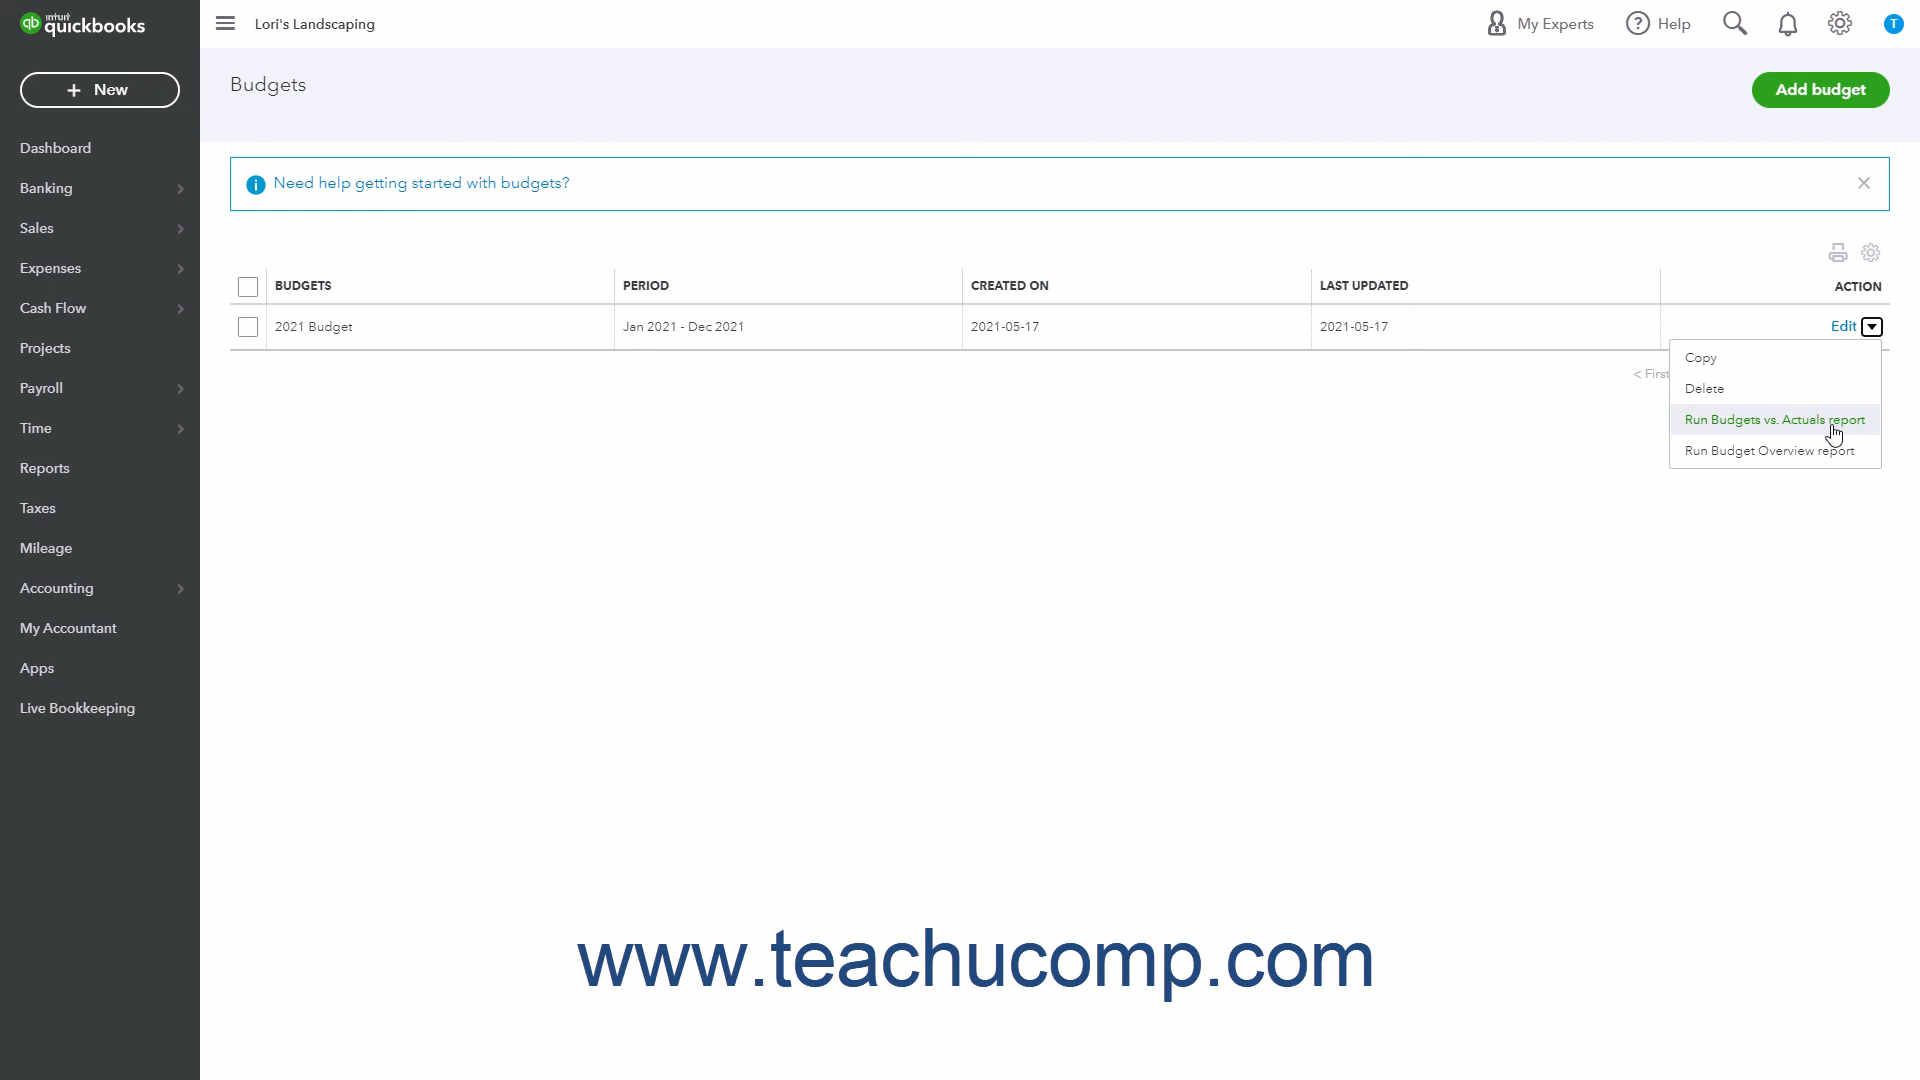 intuit
quickbooks
Lori's Landscaping
My Experts
Help
T
New
Budgets
Add budget
Dashboard
Banking
Sales
Expenses
Cash Flow
Projects
Payroll
Time
Reports
Taxes
Mileage
Accounting
My Accountant
Apps
Live Bookkeeping
Need help getting started with budgets?
BUDGETS PERIOD CREATED ON LAST UPDATED ACTION
2021 Budget Jan 2021 - Dec 2021 2021-05-17 2021-05-17 Edit
< First
Copy
Delete
Run Budgets vs. Actuals report
Run Budget Overview report
www.teachucomp.com